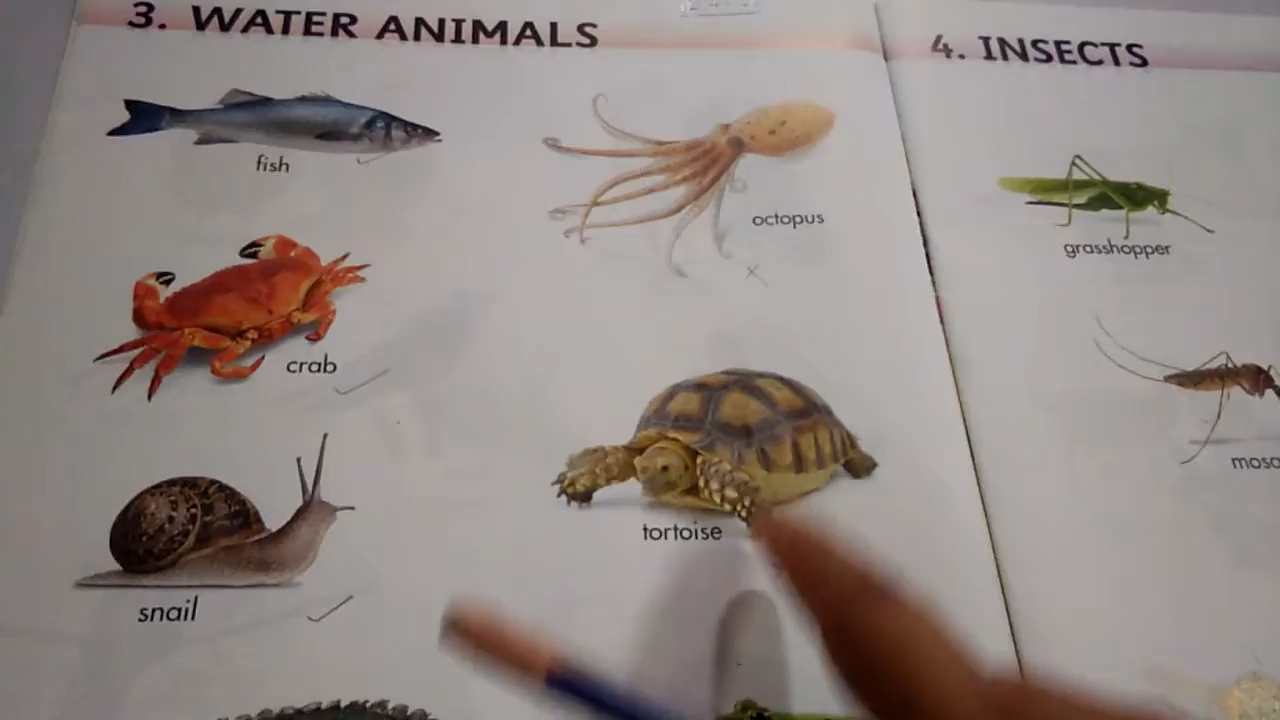 3. WATER ANIMALS
fish
octopus
crab
tortoise
snail
4. INSECTS
grasshopper